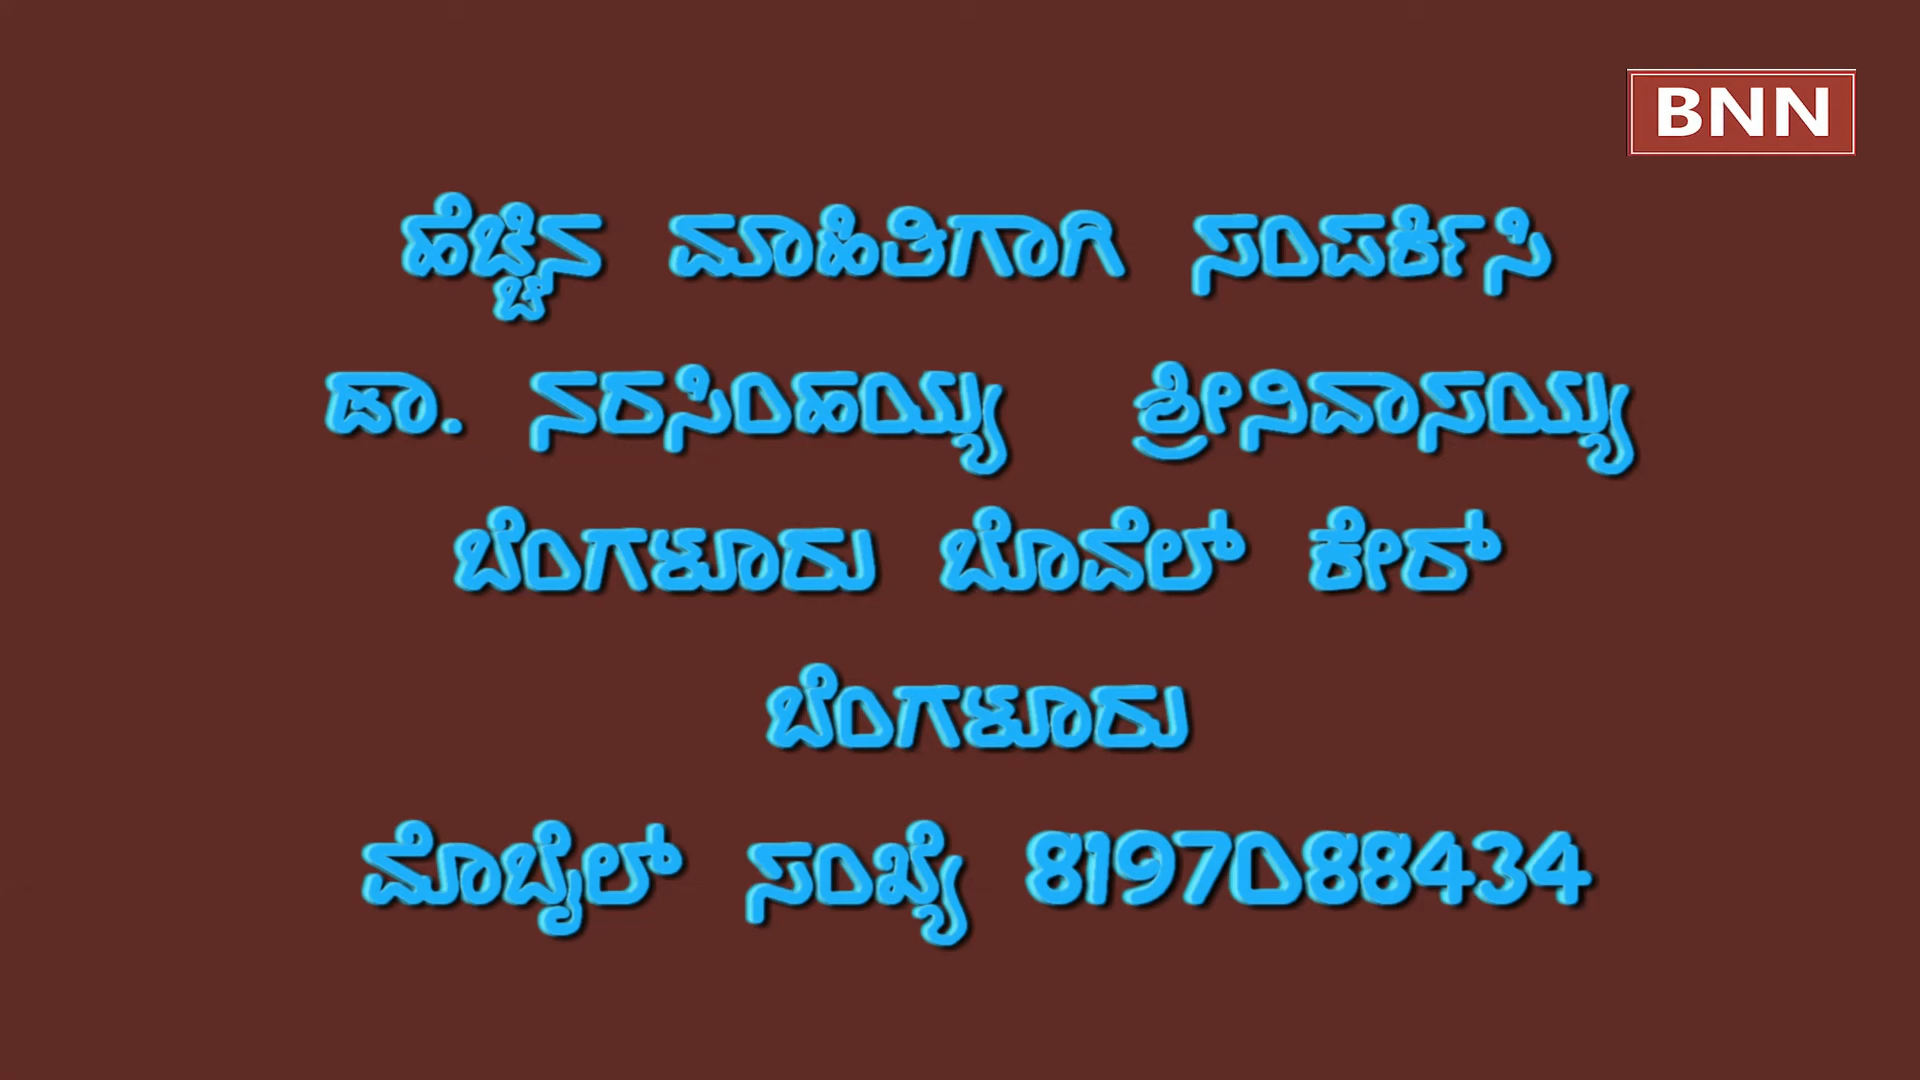 BNN
ಹೆಚ್ಚಿನ ಮಾಹಿತಿಗಾಗಿ ಸಂಪರ್ಕಿಸಿ
ಡಾ. ನರಸಿಂಹಯ್ಯ ಶ್ರೀನಿವಾಸಯ್ಯ
ಬೆಂಗಳೂರು ಬೊವೆಲ್ ಕೇರ್
ಬೆಂಗಳೂರು
ಮೊಬೈಲ್ ಸಂಖ್ಯೆ 8197088434